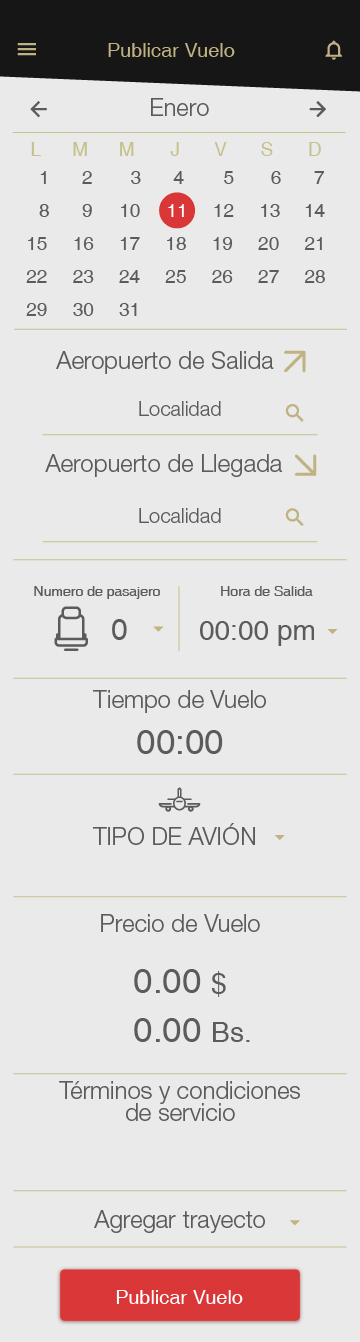 Publicar Vuelo
Enero
L M M J V S D
1 2 3 4 5 6 7
8 9 10 11 12 13 14
15 16 17 18 19 20 21
22 23 24 25 26 27 28
29 30 31
Aeropuerto de Salida
Localidad
Aeropuerto de Llegada
Localidad
Numero de pasajero
0
Hora de Salida
00:00 pm
Tiempo de Vuelo
00:00
TIPO DE AVIÓN
Precio de Vuelo
0.00 $
0.00 Bs.
Términos y condiciones
de servicio
Agregar trayecto
Publicar Vuelo